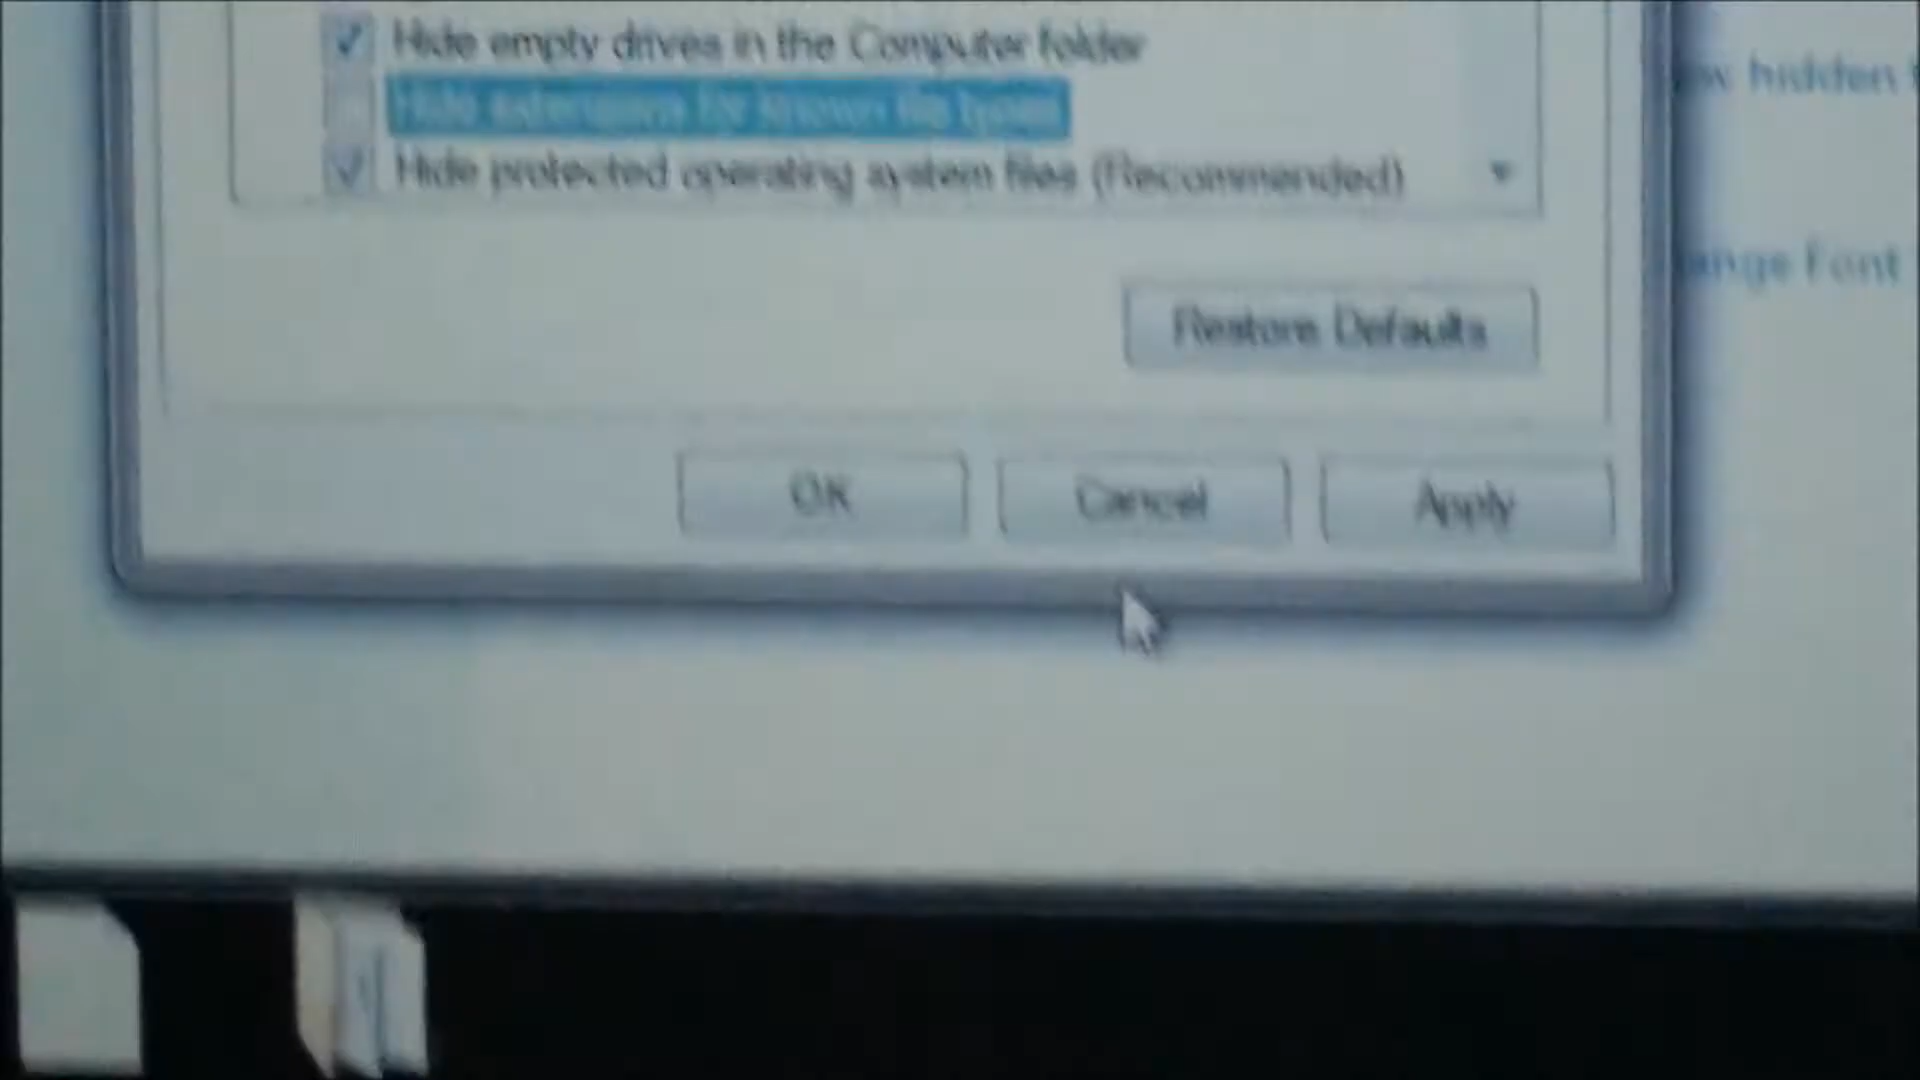 Hide empty drives in the Computer folder
Hide extensions for known file types
Hide protected operating system files (Recommended)
hidden
ange Font
Restore Defaults
OK
Cancel
Apply